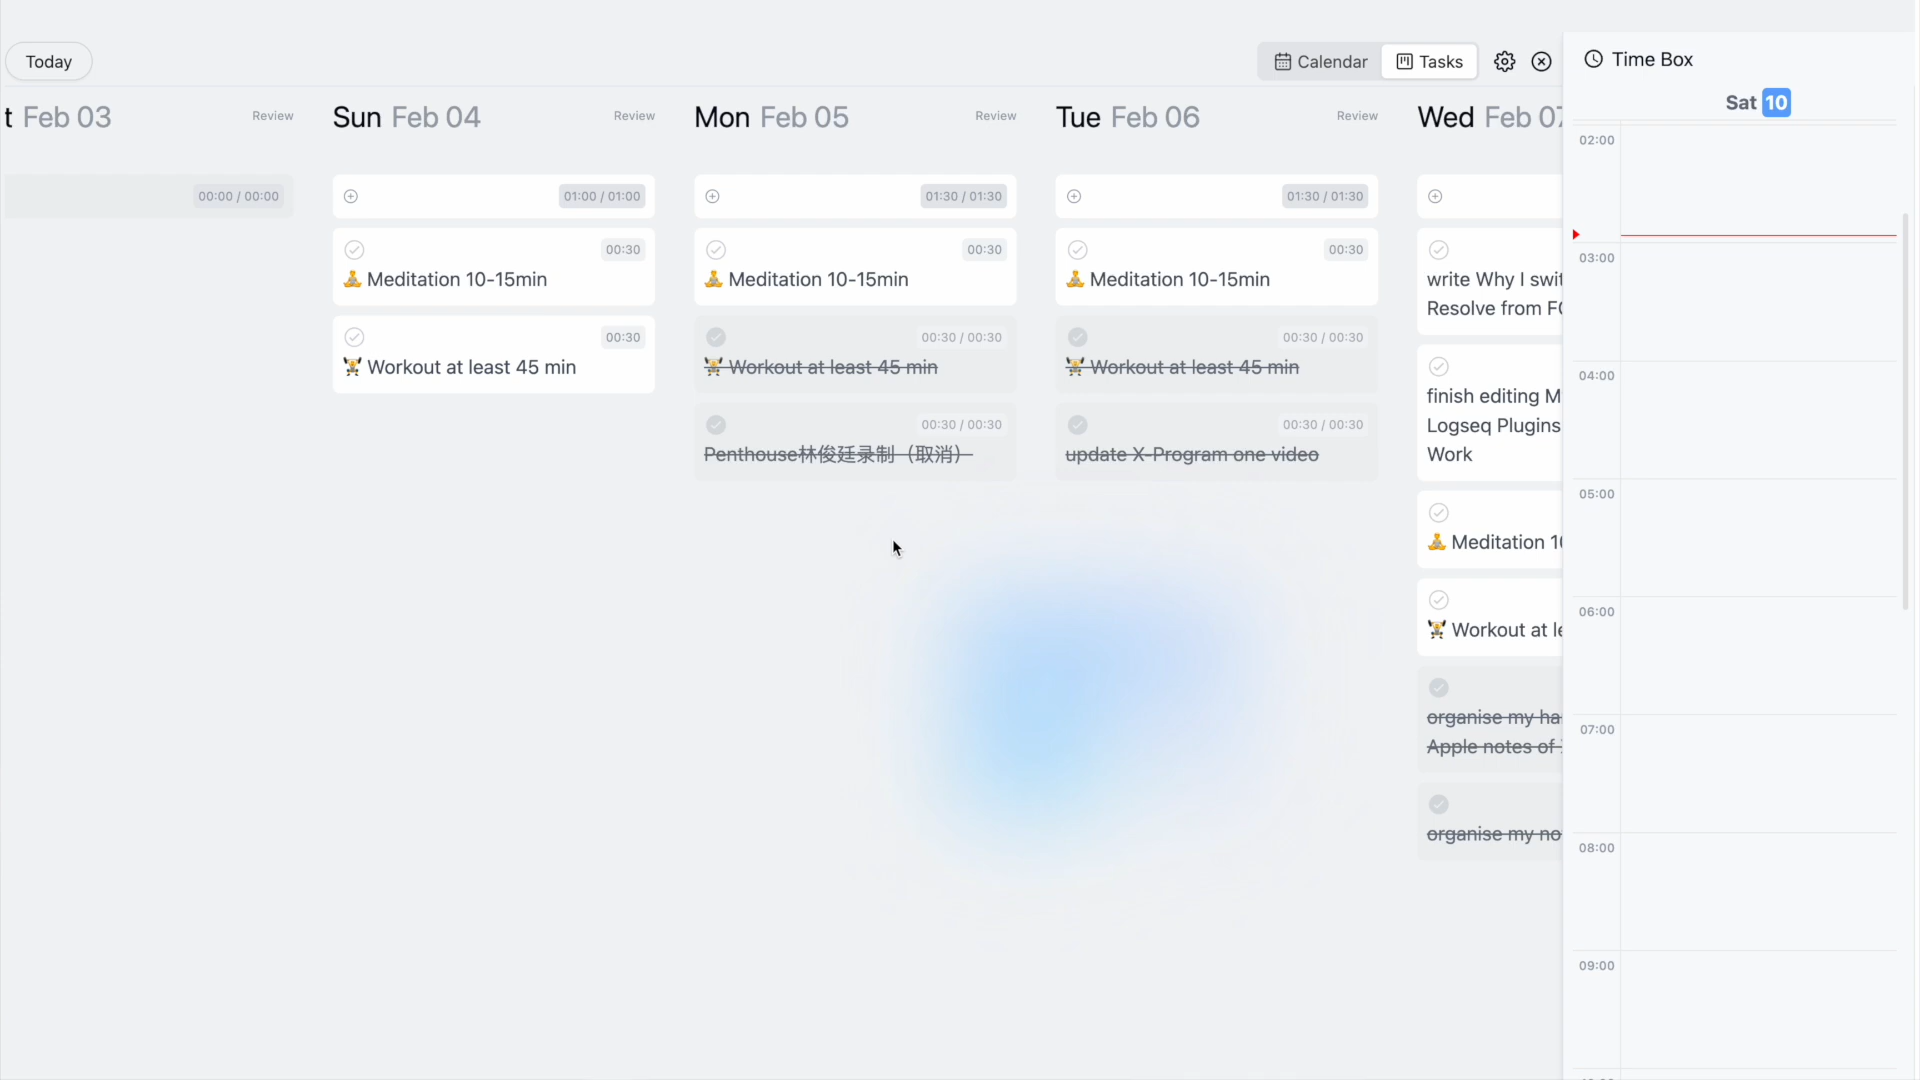 Today
Calendar
Tasks
t Feb 03
Review
00:00 / 00:00
Sun Feb 04
Review
01:00 / 01:00
00:30
🧘 Meditation 10-15min
00:30
🏋️ Workout at least 45 min
Mon Feb 05
Review
01:30 / 01:30
00:30
🧘 Meditation 10-15min
00:30 / 00:30
🏋️ Workout at least 45 min
00:30 / 00:30
Penthouse林俊廷录制（取消）
Tue Feb 06
Review
01:30 / 01:30
00:30
🧘 Meditation 10-15min
00:30 / 00:30
🏋️ Workout at least 45 min
00:30 / 00:30
update X-Program one video
Wed Feb 07
write Why I swit
Resolve from FC
finish editing M
Logseq Plugins
Work
🧘 Meditation 10
🏋️ Workout at le
organise my ha
Apple notes of
organise my no
Time Box
Sat 10
02:00
03:00
04:00
05:00
06:00
07:00
08:00
09:00